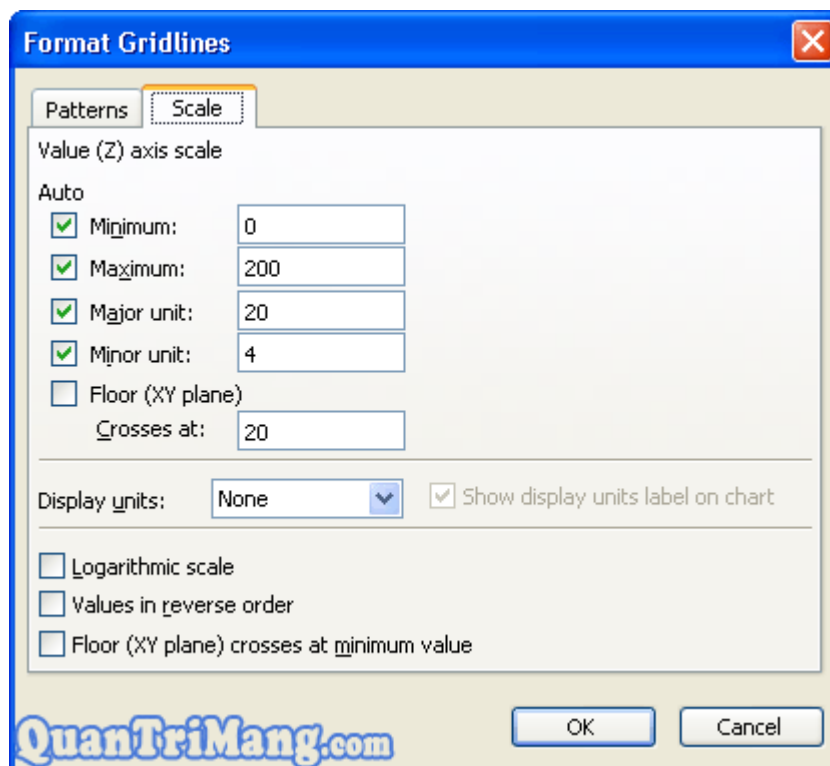 Format Gridlines
Patterns Scale
Value (Z) axis scale
Auto
Minimum: 0
Maximum: 200
Major unit: 20
Minor unit: 4
Floor (XY plane)
Crosses at: 20
Display units: None Show display units label on chart
Logarithmic scale
Values in reverse order
Floor (XY plane) crosses at minimum value
OK Cancel
QuanTriMang.com